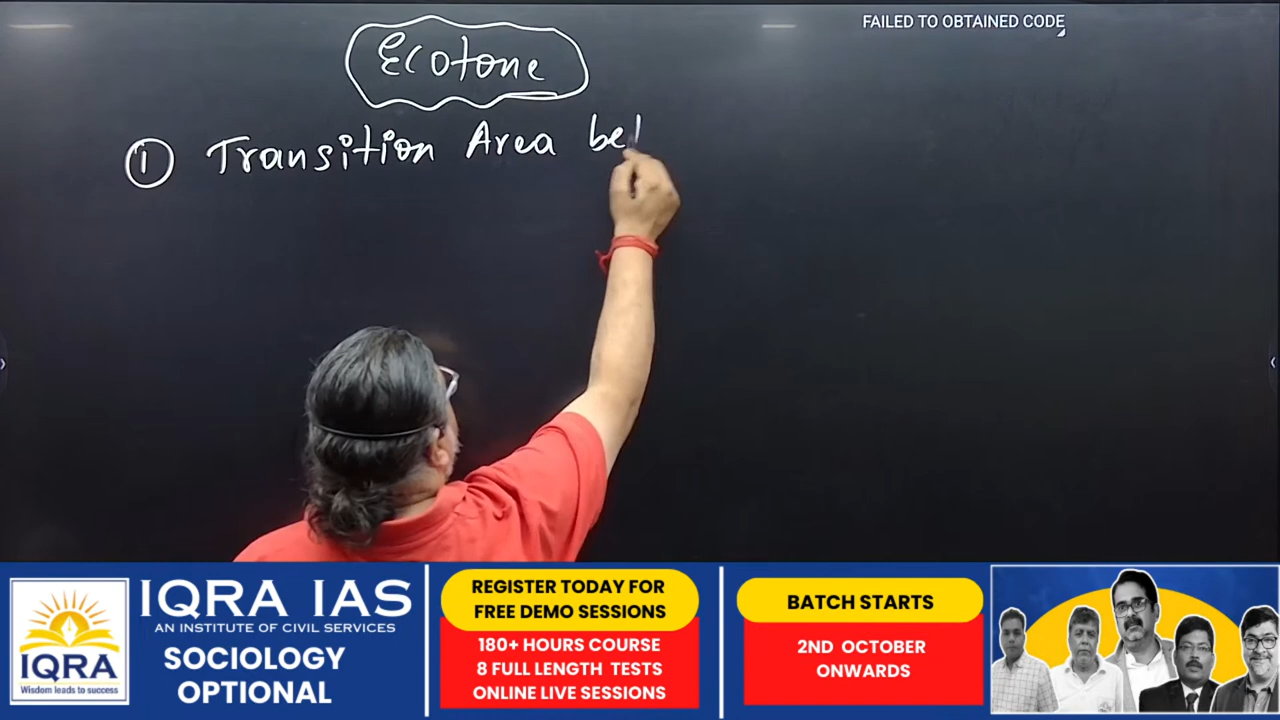 FAILED TO OBTAINED CODE
Ecotone
① Transition Area bet
IQRA
Wisdom leads to success
IQRA IAS
AN INSTITUTE OF CIVIL SERVICES
SOCIOLOGY
OPTIONAL
REGISTER TODAY FOR
FREE DEMO SESSIONS
180+ HOURS COURSE
8 FULL LENGTH TESTS
ONLINE LIVE SESSIONS
BATCH STARTS
2ND OCTOBER
ONWARDS